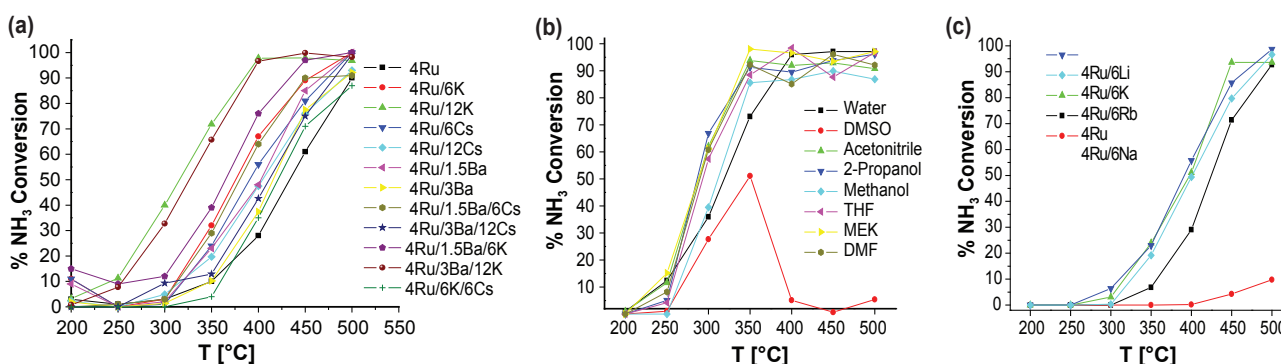 (a)
% NH3 Conversion
100
90
80
70
60
50
40
30
20
10
0
200 250 300 350 400 450 500 550
T [°C]
4Ru
4Ru/6K
4Ru/12K
4Ru/6Cs
4Ru/12Cs
4Ru/1.5Ba
4Ru/3Ba
4Ru/1.5Ba/6Cs
4Ru/3Ba/12Cs
4Ru/1.5Ba/6K
4Ru/3Ba/12K
4Ru/6K/6Cs
(b)
% NH3 Conversion
100
90
80
70
60
50
40
30
20
10
0
200 250 300 350 400 450 500
T [°C]
Water
DMSO
Acetonitrile
2-Propanol
Methanol
THF
MEK
DMF
(c)
% NH3 Conversion
100
90
80
70
60
50
40
30
20
10
0
200 250 300 350 400 450 500
T [°C]
4Ru/6Li
4Ru/6K
4Ru/6Rb
4Ru
4Ru/6Na